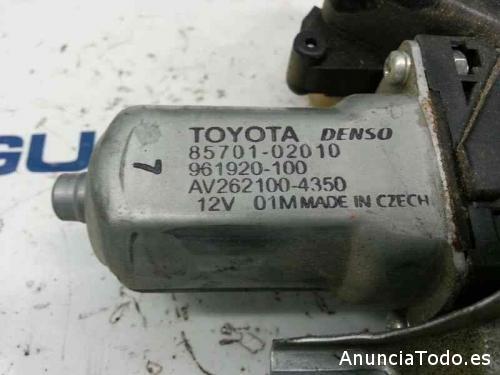 TOYOTA DENSO
85701-02010
961920-100
AV262100-4350
12V 01M MADE IN CZECH
L
GU
AnunciaTodo.es